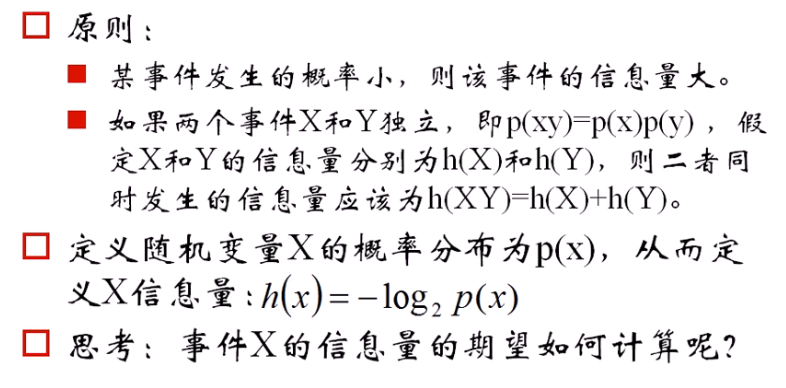 原则：
某事件发生的概率小，则该事件的信息量大。
如果两个事件X和Y独立，即p(xy)=p(x)p(y) ，假
定X和Y的信息量分别为h(X)和h(Y)，则二者同
时发生的信息量应该为h(XY)=h(X)+h(Y)。
定义随机变量X的概率分布为p(x)，从而定
义X信息量：h(x)=−log₂ p(x)
思考：事件X的信息量的期望如何计算呢？